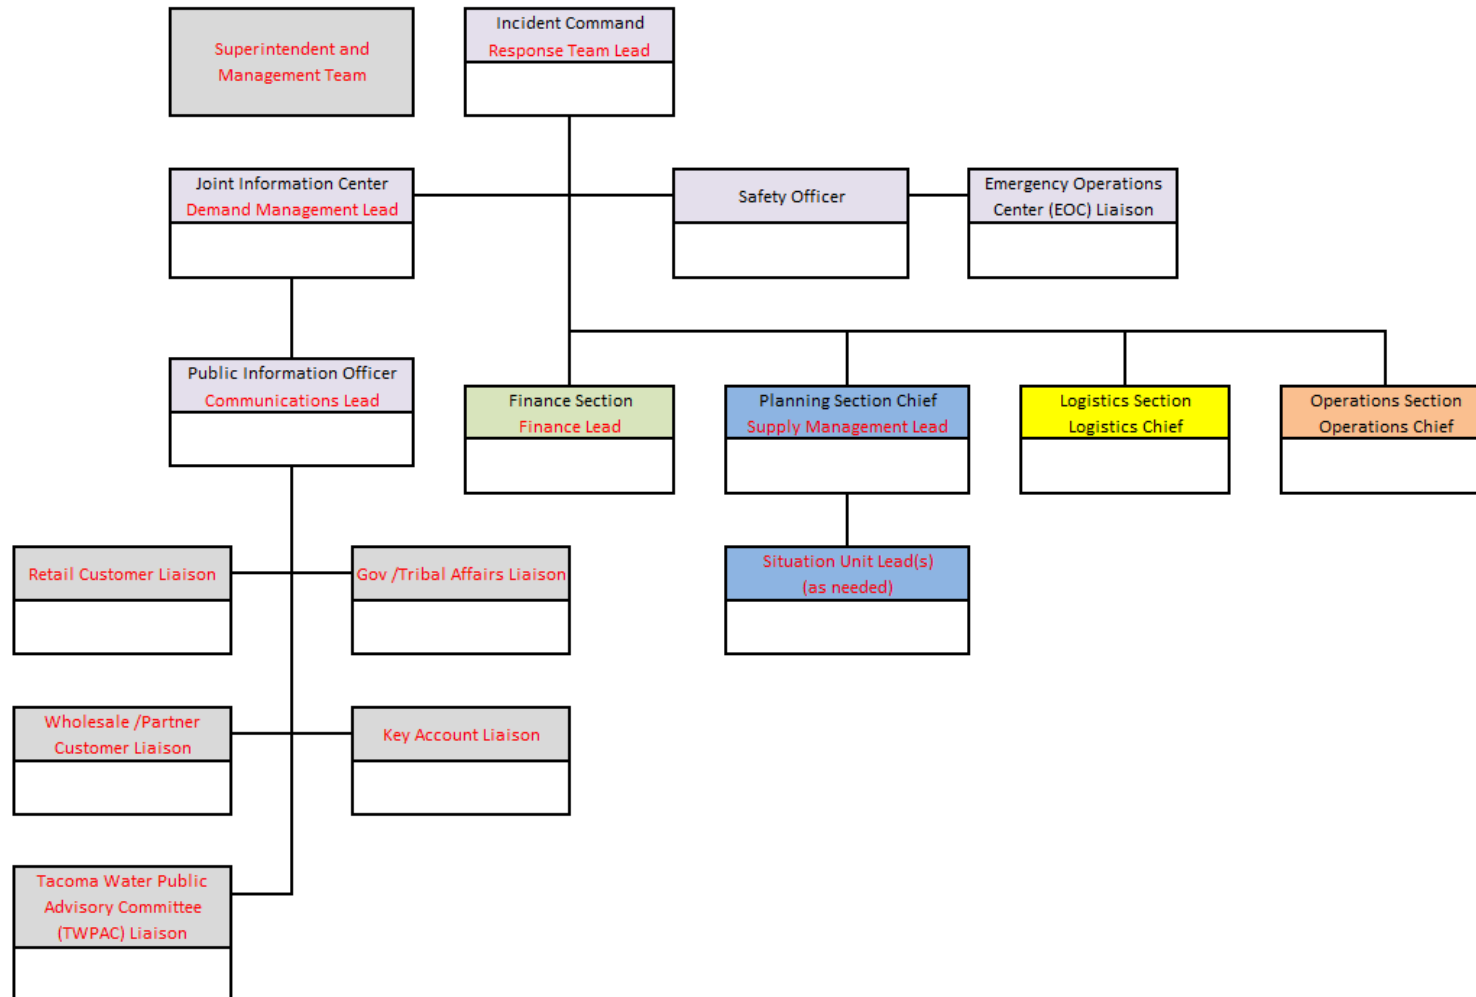 Superintendent and
Management Team
Incident Command
Response Team Lead
Joint Information Center
Demand Management Lead
Safety Officer
Emergency Operations
Center (EOC) Liaison
Public Information Officer
Communications Lead
Finance Section
Finance Lead
Planning Section Chief
Supply Management Lead
Logistics Section
Logistics Chief
Operations Section
Operations Chief
Retail Customer Liaison
Gov /Tribal Affairs Liaison
Situation Unit Lead(s)
(as needed)
Wholesale /Partner
Customer Liaison
Key Account Liaison
Tacoma Water Public
Advisory Committee
(TWPAC) Liaison